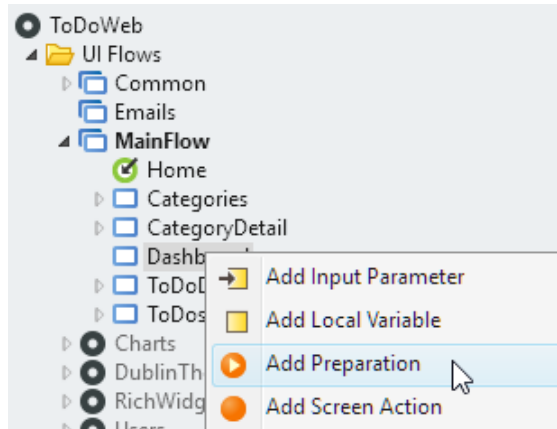 ToDoWeb
UI Flows
Common
Emails
MainFlow
Home
Categories
CategoryDetail
Add Input Parameter
Add Local Variable
ToDos
Charts
Add Preparation
Add Screen Action